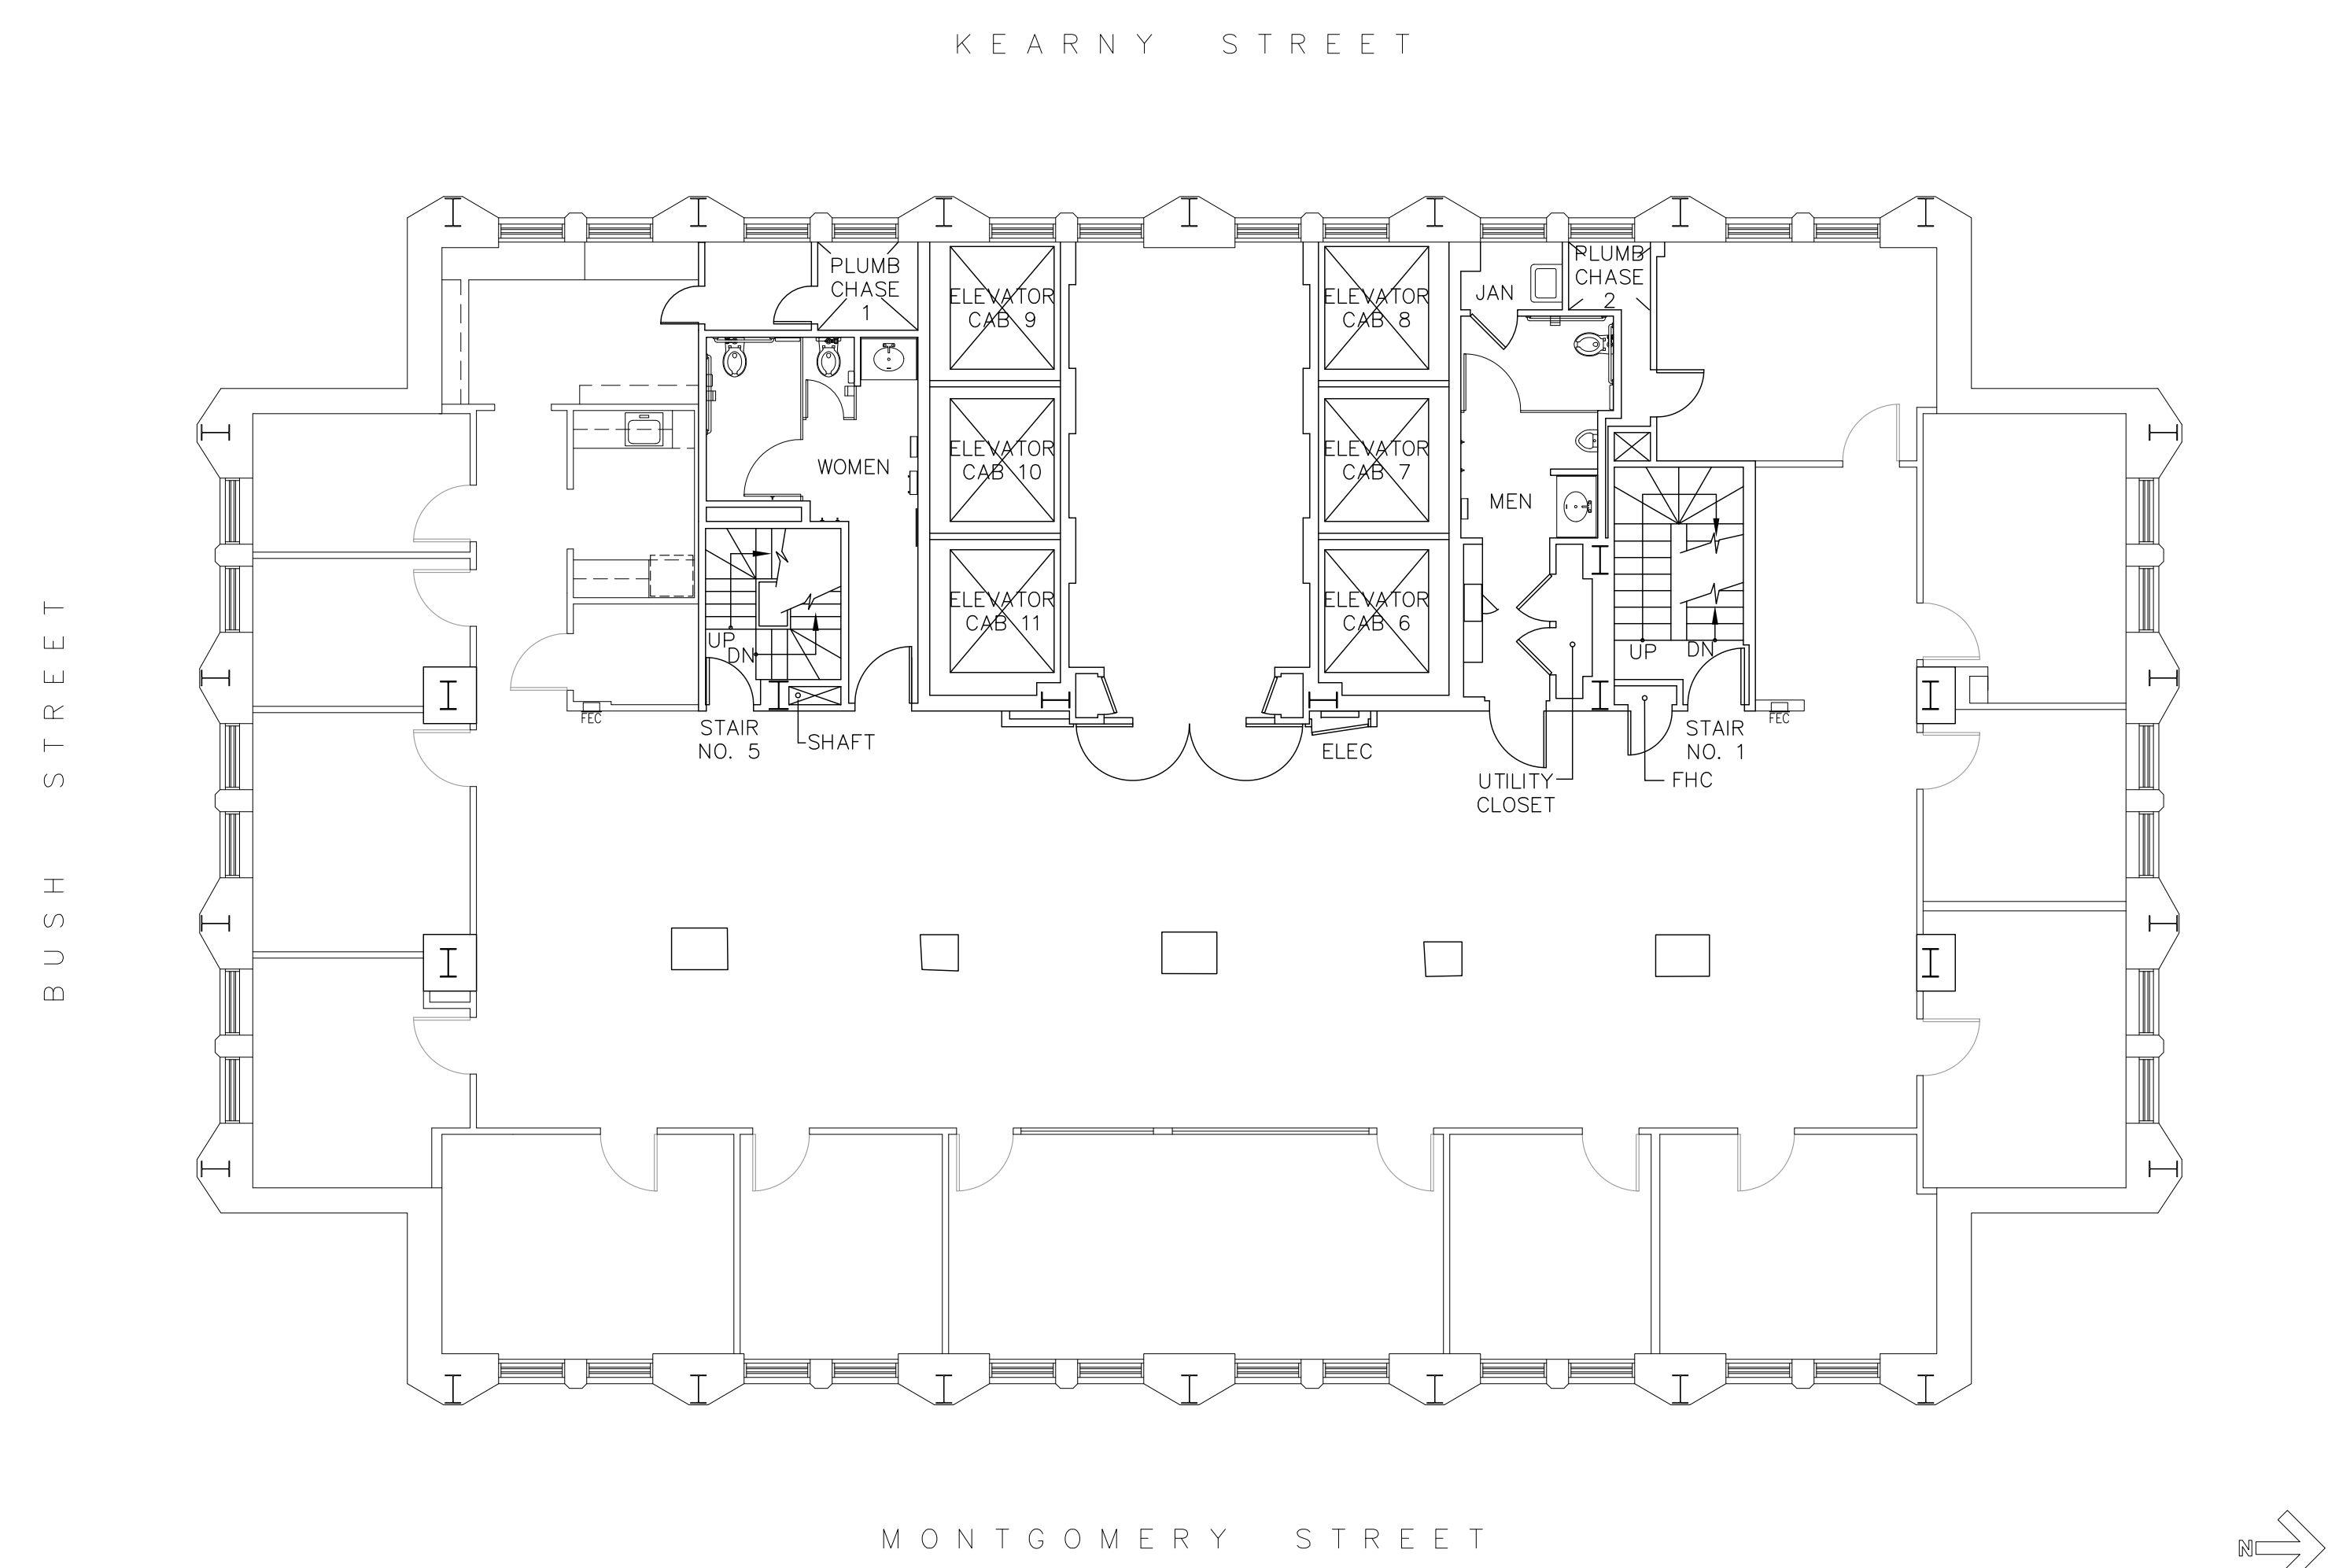 KEARNY STREET
PLUMB
CHASE
1
ELEVATOR
CAB 9
ELEVATOR
CAB 8
JAN
PLUMB
CHASE
2
WOMEN
ELEVATOR
CAB 10
ELEVATOR
CAB 7
MEN
ELEVATOR
CAB 11
ELEVATOR
CAB 6
UP
DN
UP
DN
FEC
STAIR
NO. 5
SHAFT
ELEC
UTILITY
CLOSET
FHC
STAIR
NO. 1
FEC
BUSH STREET
MONTGOMERY STREET
N